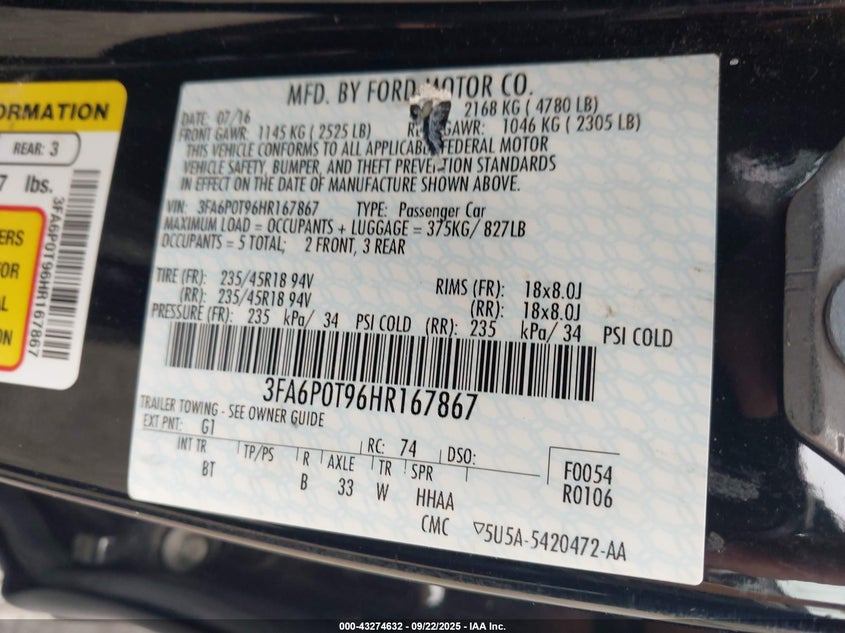 ORMATION
REAR: 3
7 lbs.
3FA6P0T96HR167867
ERS
FOR
AL
ON
MFD. BY FORD MOTOR CO.
DATE: 07/16
2168 KG ( 4780 LB)
FRONT GAWR: 1145 KG ( 2525 LB)
GAWR: 1046 KG ( 2305 LB)
THIS VEHICLE CONFORMS TO ALL APPLICABLE FEDERAL MOTOR
VEHICLE SAFETY, BUMPER, AND THEFT PREVENTION STANDARDS
IN EFFECT ON THE DATE OF MANUFACTURE SHOWN ABOVE.
VIN: 3FA6P0T96HR167867 TYPE: Passenger Car
MAXIMUM LOAD = OCCUPANTS + LUGGAGE = 375KG/ 827LB
OCCUPANTS = 5 TOTAL; 2 FRONT, 3 REAR
TIRE (FR): 235/45R18 94V RIMS (FR): 18x8.0J
(RR): 235/45R18 94V (RR): 18x8.0J
PRESSURE (FR): 235 kPa/ 34 PSI COLD (RR): 235 kPa/ 34 PSI COLD
3FA6P0T96HR167867
TRAILER TOWING - SEE OWNER GUIDE
EXT PNT: G1 RC: 74 DSO: F0054
INT TR TP/PS R AXLE TR SPR R0106
BT B 33 W HHAA
CMC 5U5A-5420472-AA
000-43274632 - 09/22/2025 - IAA Inc.